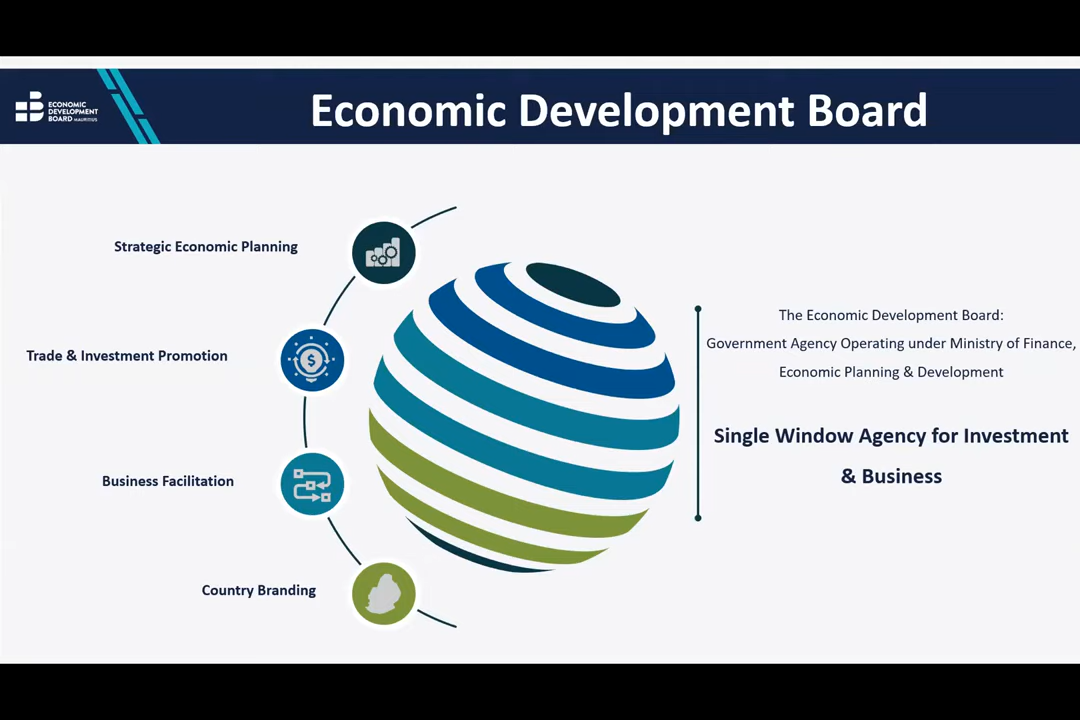 ECONOMIC
DEVELOPMENT
BOARD MAURITIUS
Economic Development Board
Strategic Economic Planning
Trade & Investment Promotion
Business Facilitation
Country Branding
The Economic Development Board:
Government Agency Operating under Ministry of Finance,
Economic Planning & Development
Single Window Agency for Investment
& Business